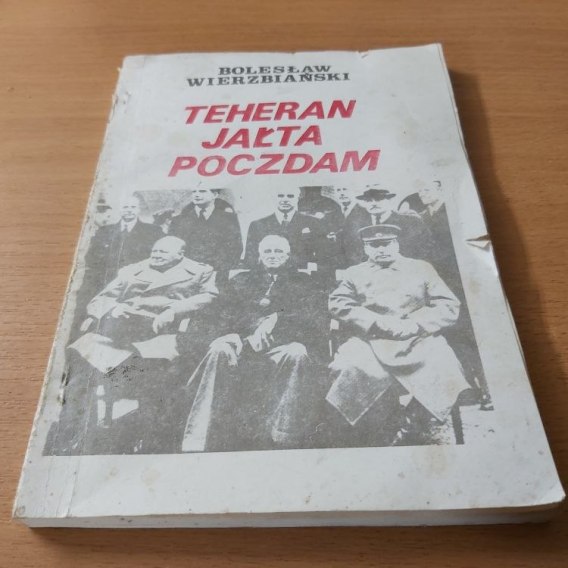 BOLESŁAW
WIERZBIAŃSKI
TEHERAN
JAŁTA
POCZDAM